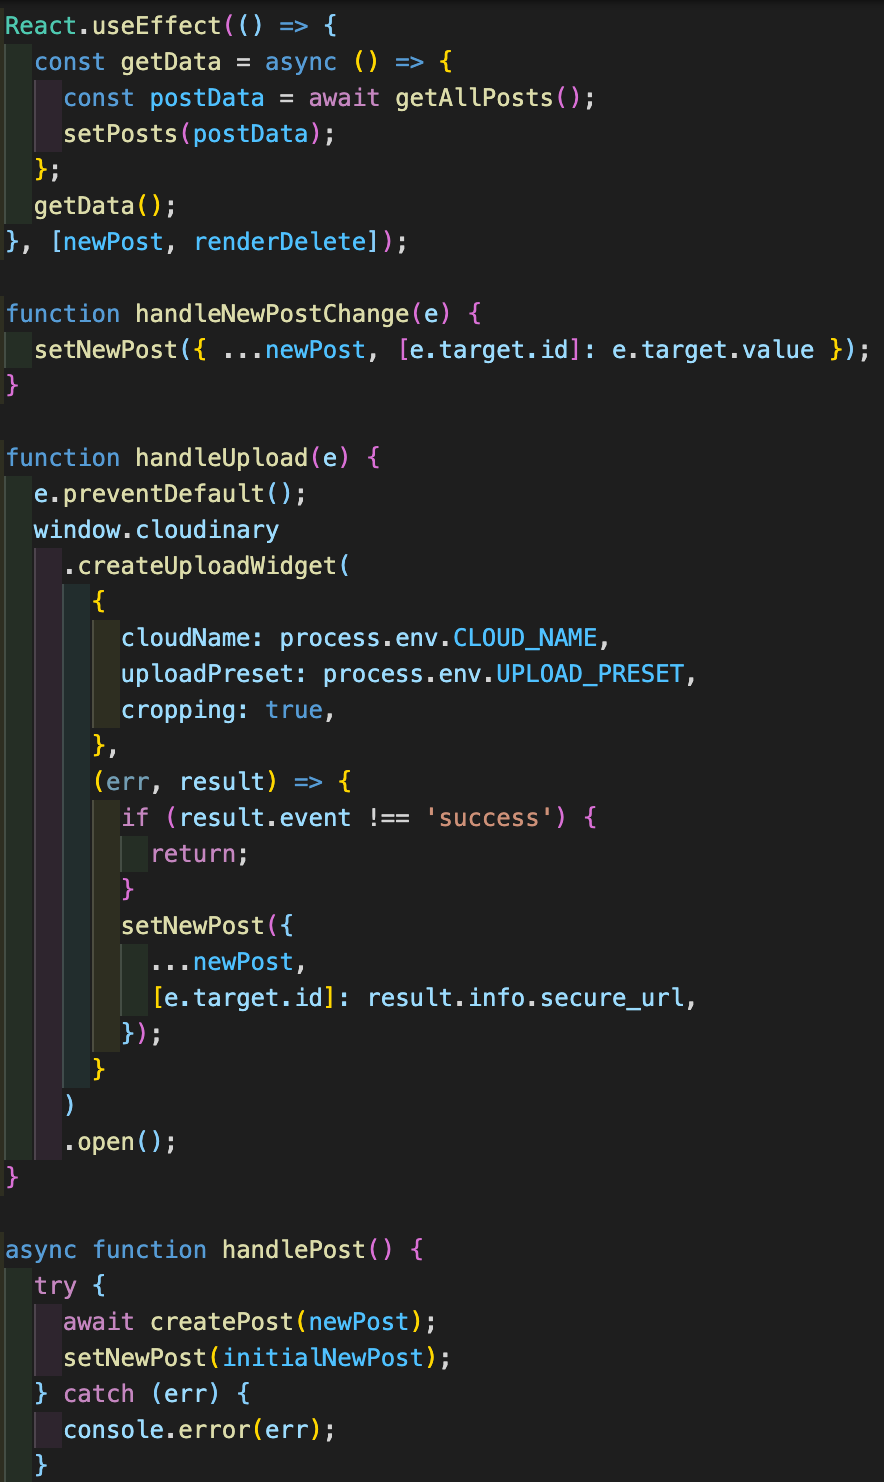 React.useEffect(() => {
  const getData = async () => {
    const postData = await getAllPosts();
    setPosts(postData);
  };
  getData();
}, [newPost, renderDelete]);

function handleNewPostChange(e) {
  setNewPost({ ...newPost, [e.target.id]: e.target.value });
}

function handleUpload(e) {
  e.preventDefault();
  window.cloudinary
    .createUploadWidget(
      {
        cloudName: process.env.CLOUD_NAME,
        uploadPreset: process.env.UPLOAD_PRESET,
        cropping: true,
      },
      (err, result) => {
        if (result.event !== 'success') {
          return;
        }
        setNewPost({
          ...newPost,
          [e.target.id]: result.info.secure_url,
        });
      }
    )
    .open();
}

async function handlePost() {
  try {
    await createPost(newPost);
    setNewPost(initialNewPost);
  } catch (err) {
    console.error(err);
  }